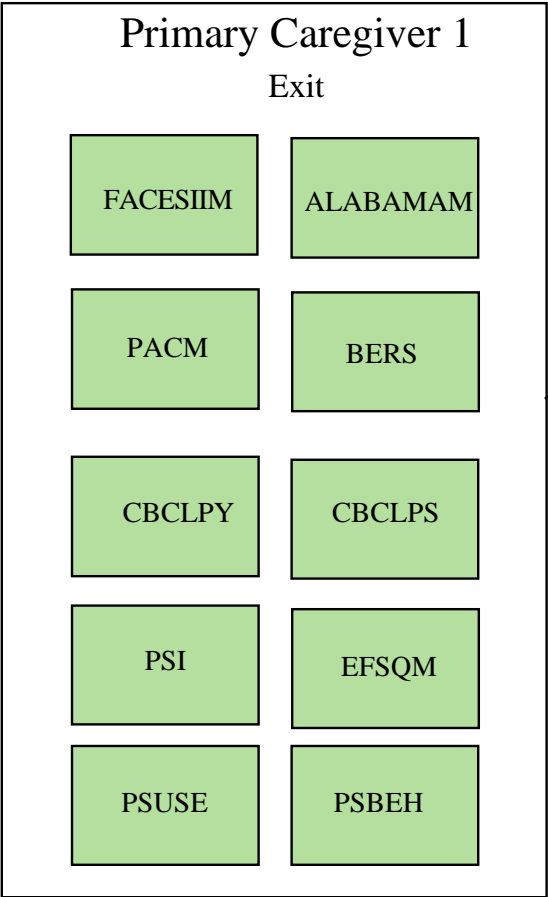 Primary Caregiver 1
Exit
FACESIIM
ALABAMAM
PACM
BERS
CBCLPY
CBCLPS
PSI
EFSQM
PSUSE
PSBEH